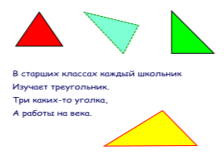 В старших классах каждый школьник
Изучает треугольник.
Три каких-то уголка,
А работы на века.